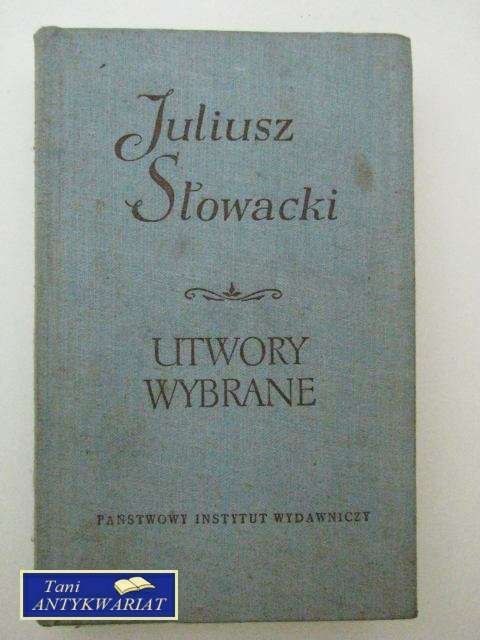 Juliusz
Słowacki
UTWORY
WYBRANE
PAŃSTWOWY INSTYTUT WYDAWNICZY
Tani
ANTYKWARIAT